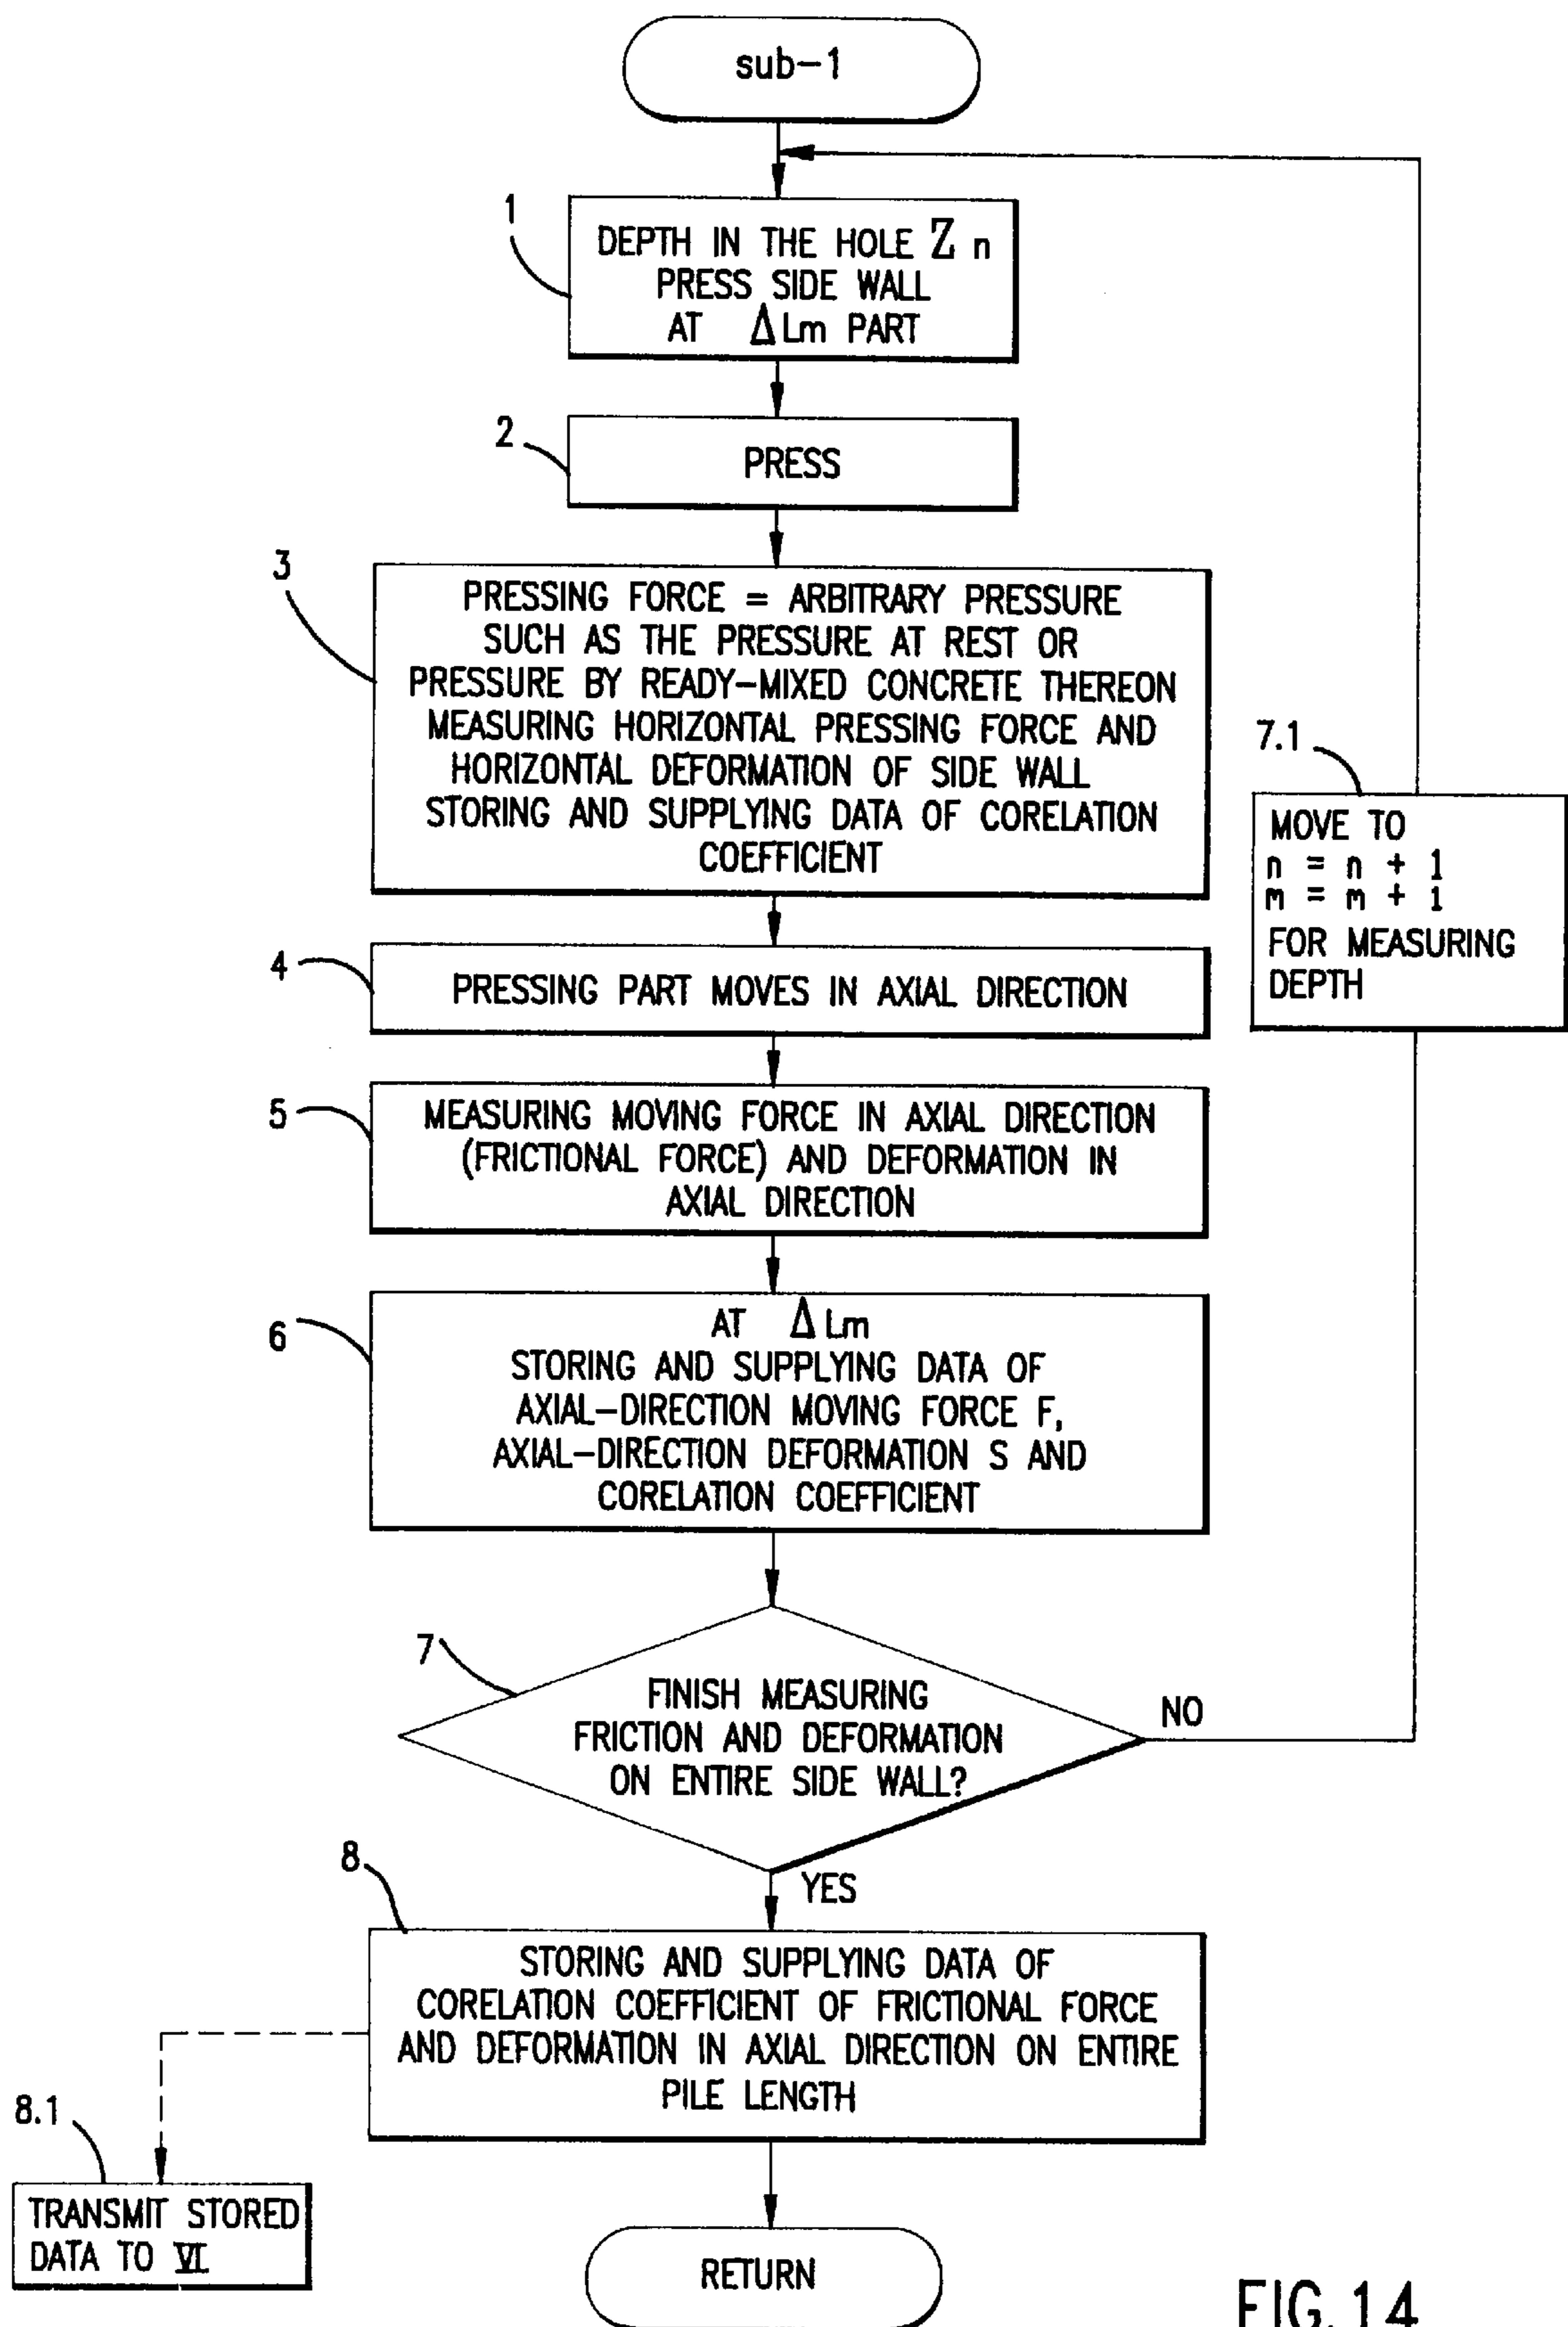 sub-1
1
DEPTH IN THE HOLE Z n
PRESS SIDE WALL
AT ΔLm PART
2
PRESS
3
PRESSING FORCE = ARBITRARY PRESSURE
SUCH AS THE PRESSURE AT REST OR
PRESSURE BY READY-MIXED CONCRETE THEREON
MEASURING HORIZONTAL PRESSING FORCE AND
HORIZONTAL DEFORMATION OF SIDE WALL
STORING AND SUPPLYING DATA OF CORELATION
COEFFICIENT
7.1
MOVE TO
n = n + 1
m = m + 1
FOR MEASURING
DEPTH
4
PRESSING PART MOVES IN AXIAL DIRECTION
5
MEASURING MOVING FORCE IN AXIAL DIRECTION
(FRICTIONAL FORCE) AND DEFORMATION IN
AXIAL DIRECTION
6
AT ΔLm
STORING AND SUPPLYING DATA OF
AXIAL-DIRECTION MOVING FORCE F,
AXIAL-DIRECTION DEFORMATION S AND
CORELATION COEFFICIENT
7
FINISH MEASURING
FRICTION AND DEFORMATION
ON ENTIRE SIDE WALL?
NO
YES
8
STORING AND SUPPLYING DATA OF
CORELATION COEFFICIENT OF FRICTIONAL FORCE
AND DEFORMATION IN AXIAL DIRECTION ON ENTIRE
PILE LENGTH
8.1
TRANSMIT STORED
DATA TO VI
RETURN
FIG.14